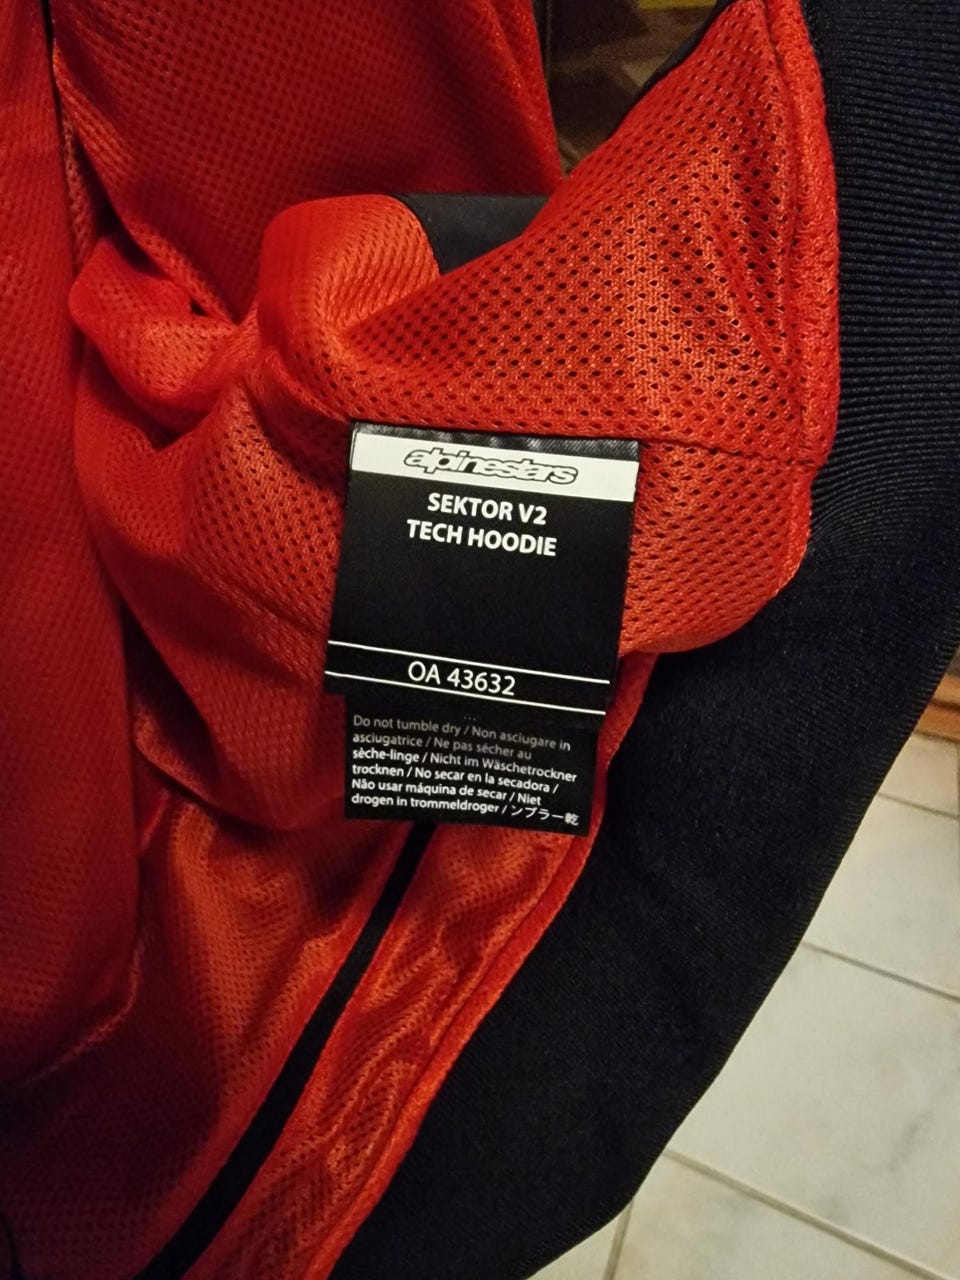 alpinestars
SEKTOR V2
TECH HOODIE
OA 43632
Do not tumble dry / Non asciugare in
asciugatrice / Ne pas sécher au
sèche-linge / Nicht im Wäschetrockner
trocknen / No secar en la secadora /
Não usar máquina de secar / Niet
drogen in trommeldroger / ンブラー乾